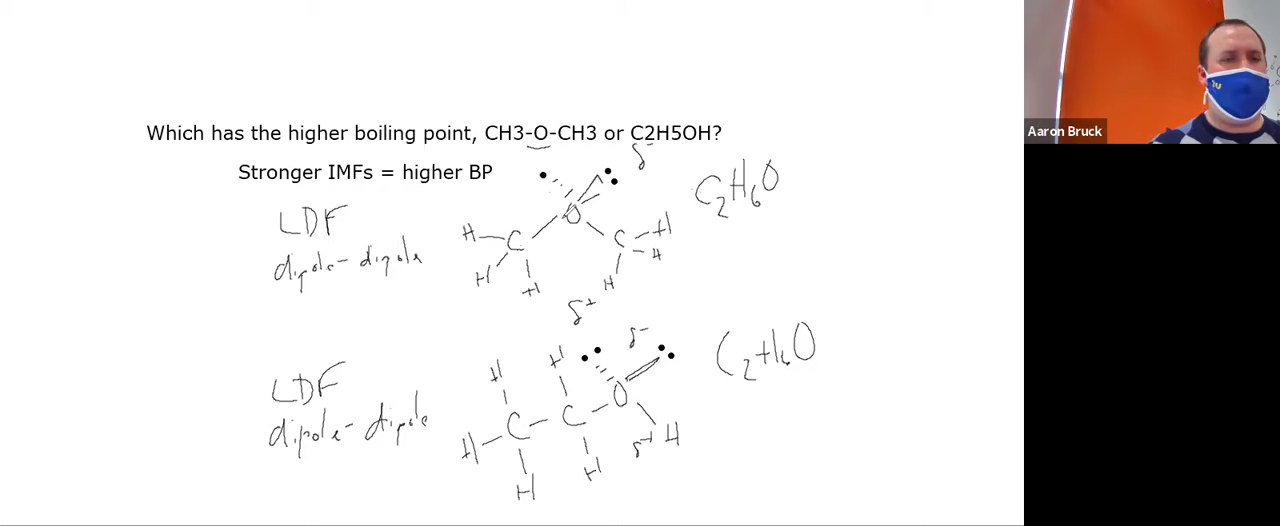 Aaron Bruck
Which has the higher boiling point, CH3-O-CH3 or C2H5OH?
Stronger IMFs = higher BP
δ-
C2H6O
LDF
dipole-dipole
O
H C C H
H
H H H
δ+
δ-
C2H6O
H H
LDF
dipole-dipole
O
H C C
δ+ H
H H